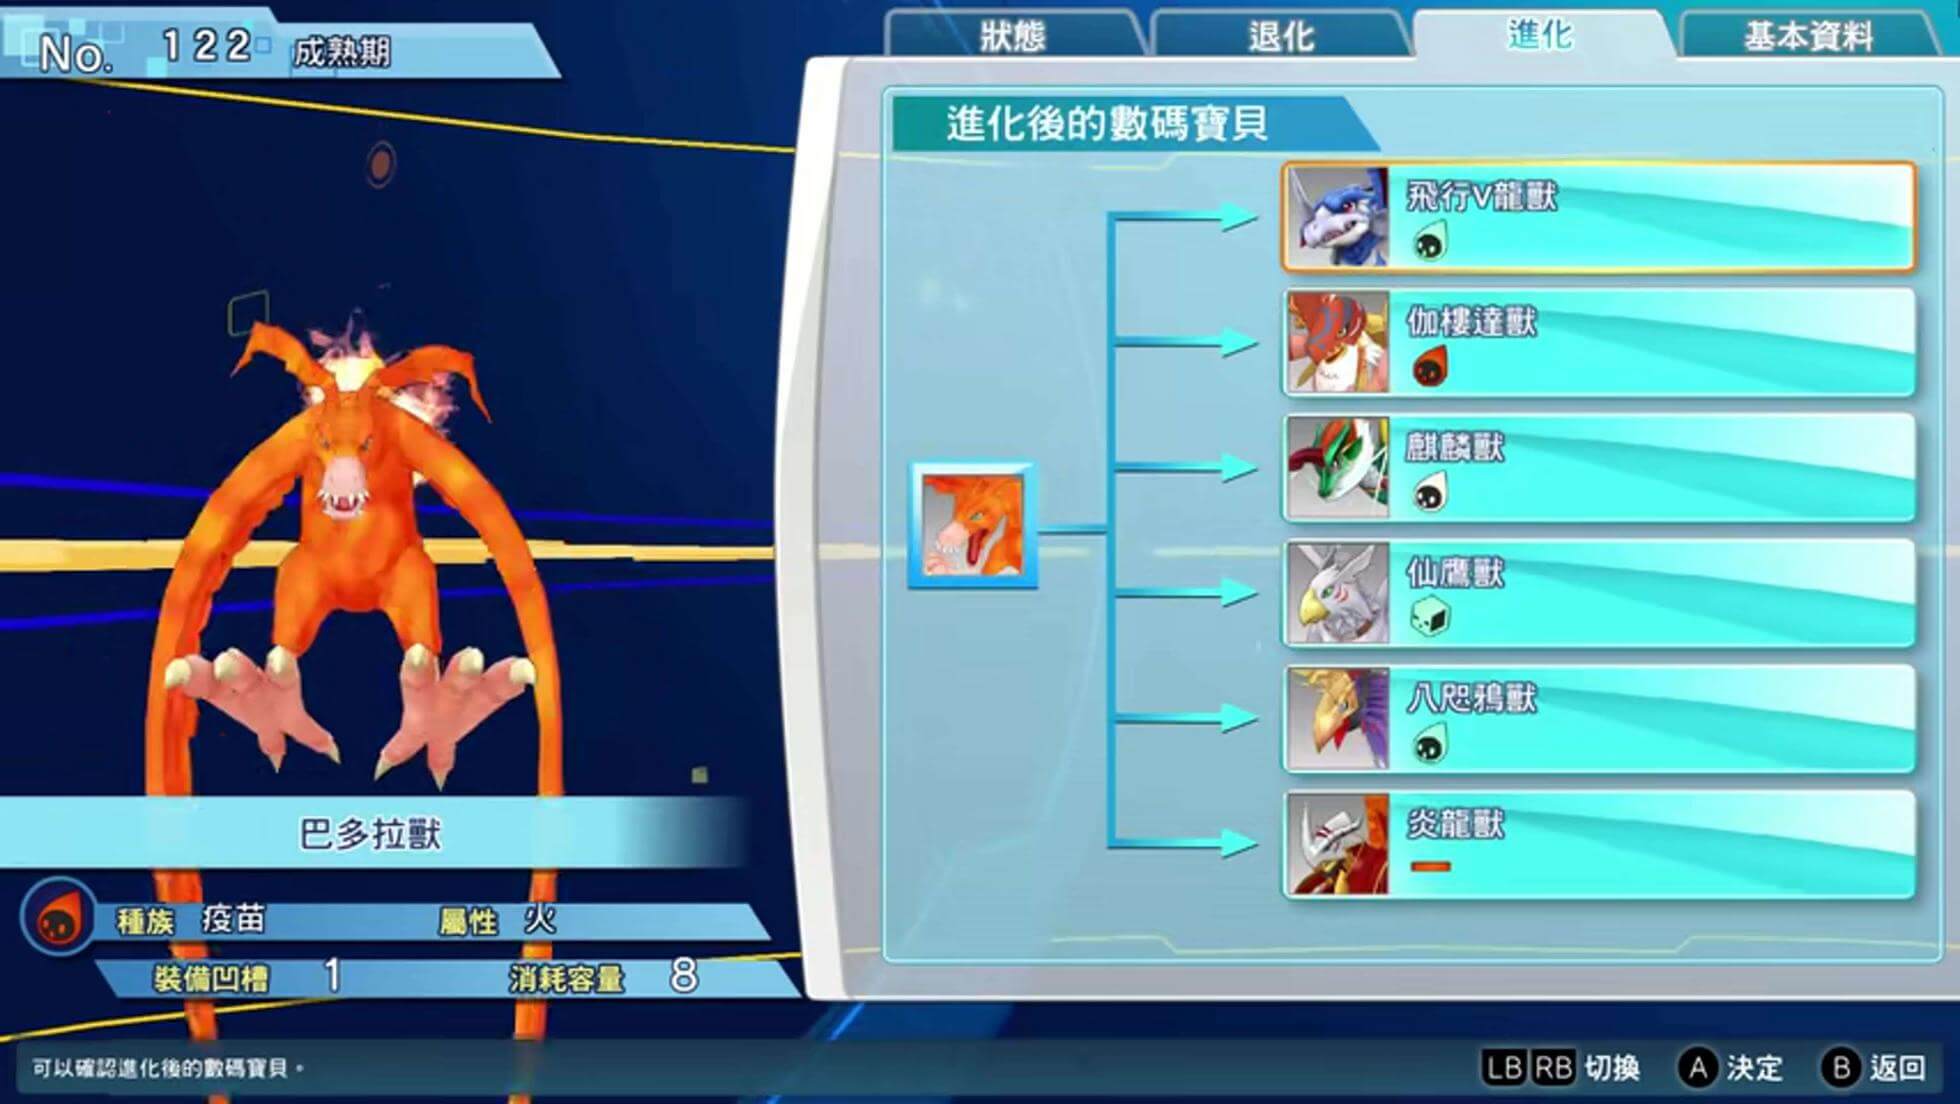 No. 122 成熟期
狀態 退化 進化 基本資料
進化後的數碼寶貝
飛行V龍獸
伽樓達獸
麒麟獸
仙鷹獸
八咫鴉獸
炎龍獸
巴多拉獸
種族 疫苗 屬性 火
裝備凹槽 1 消耗容量 8
可以確認進化後的數碼寶貝。
LB RB 切換 A 決定 B 返回